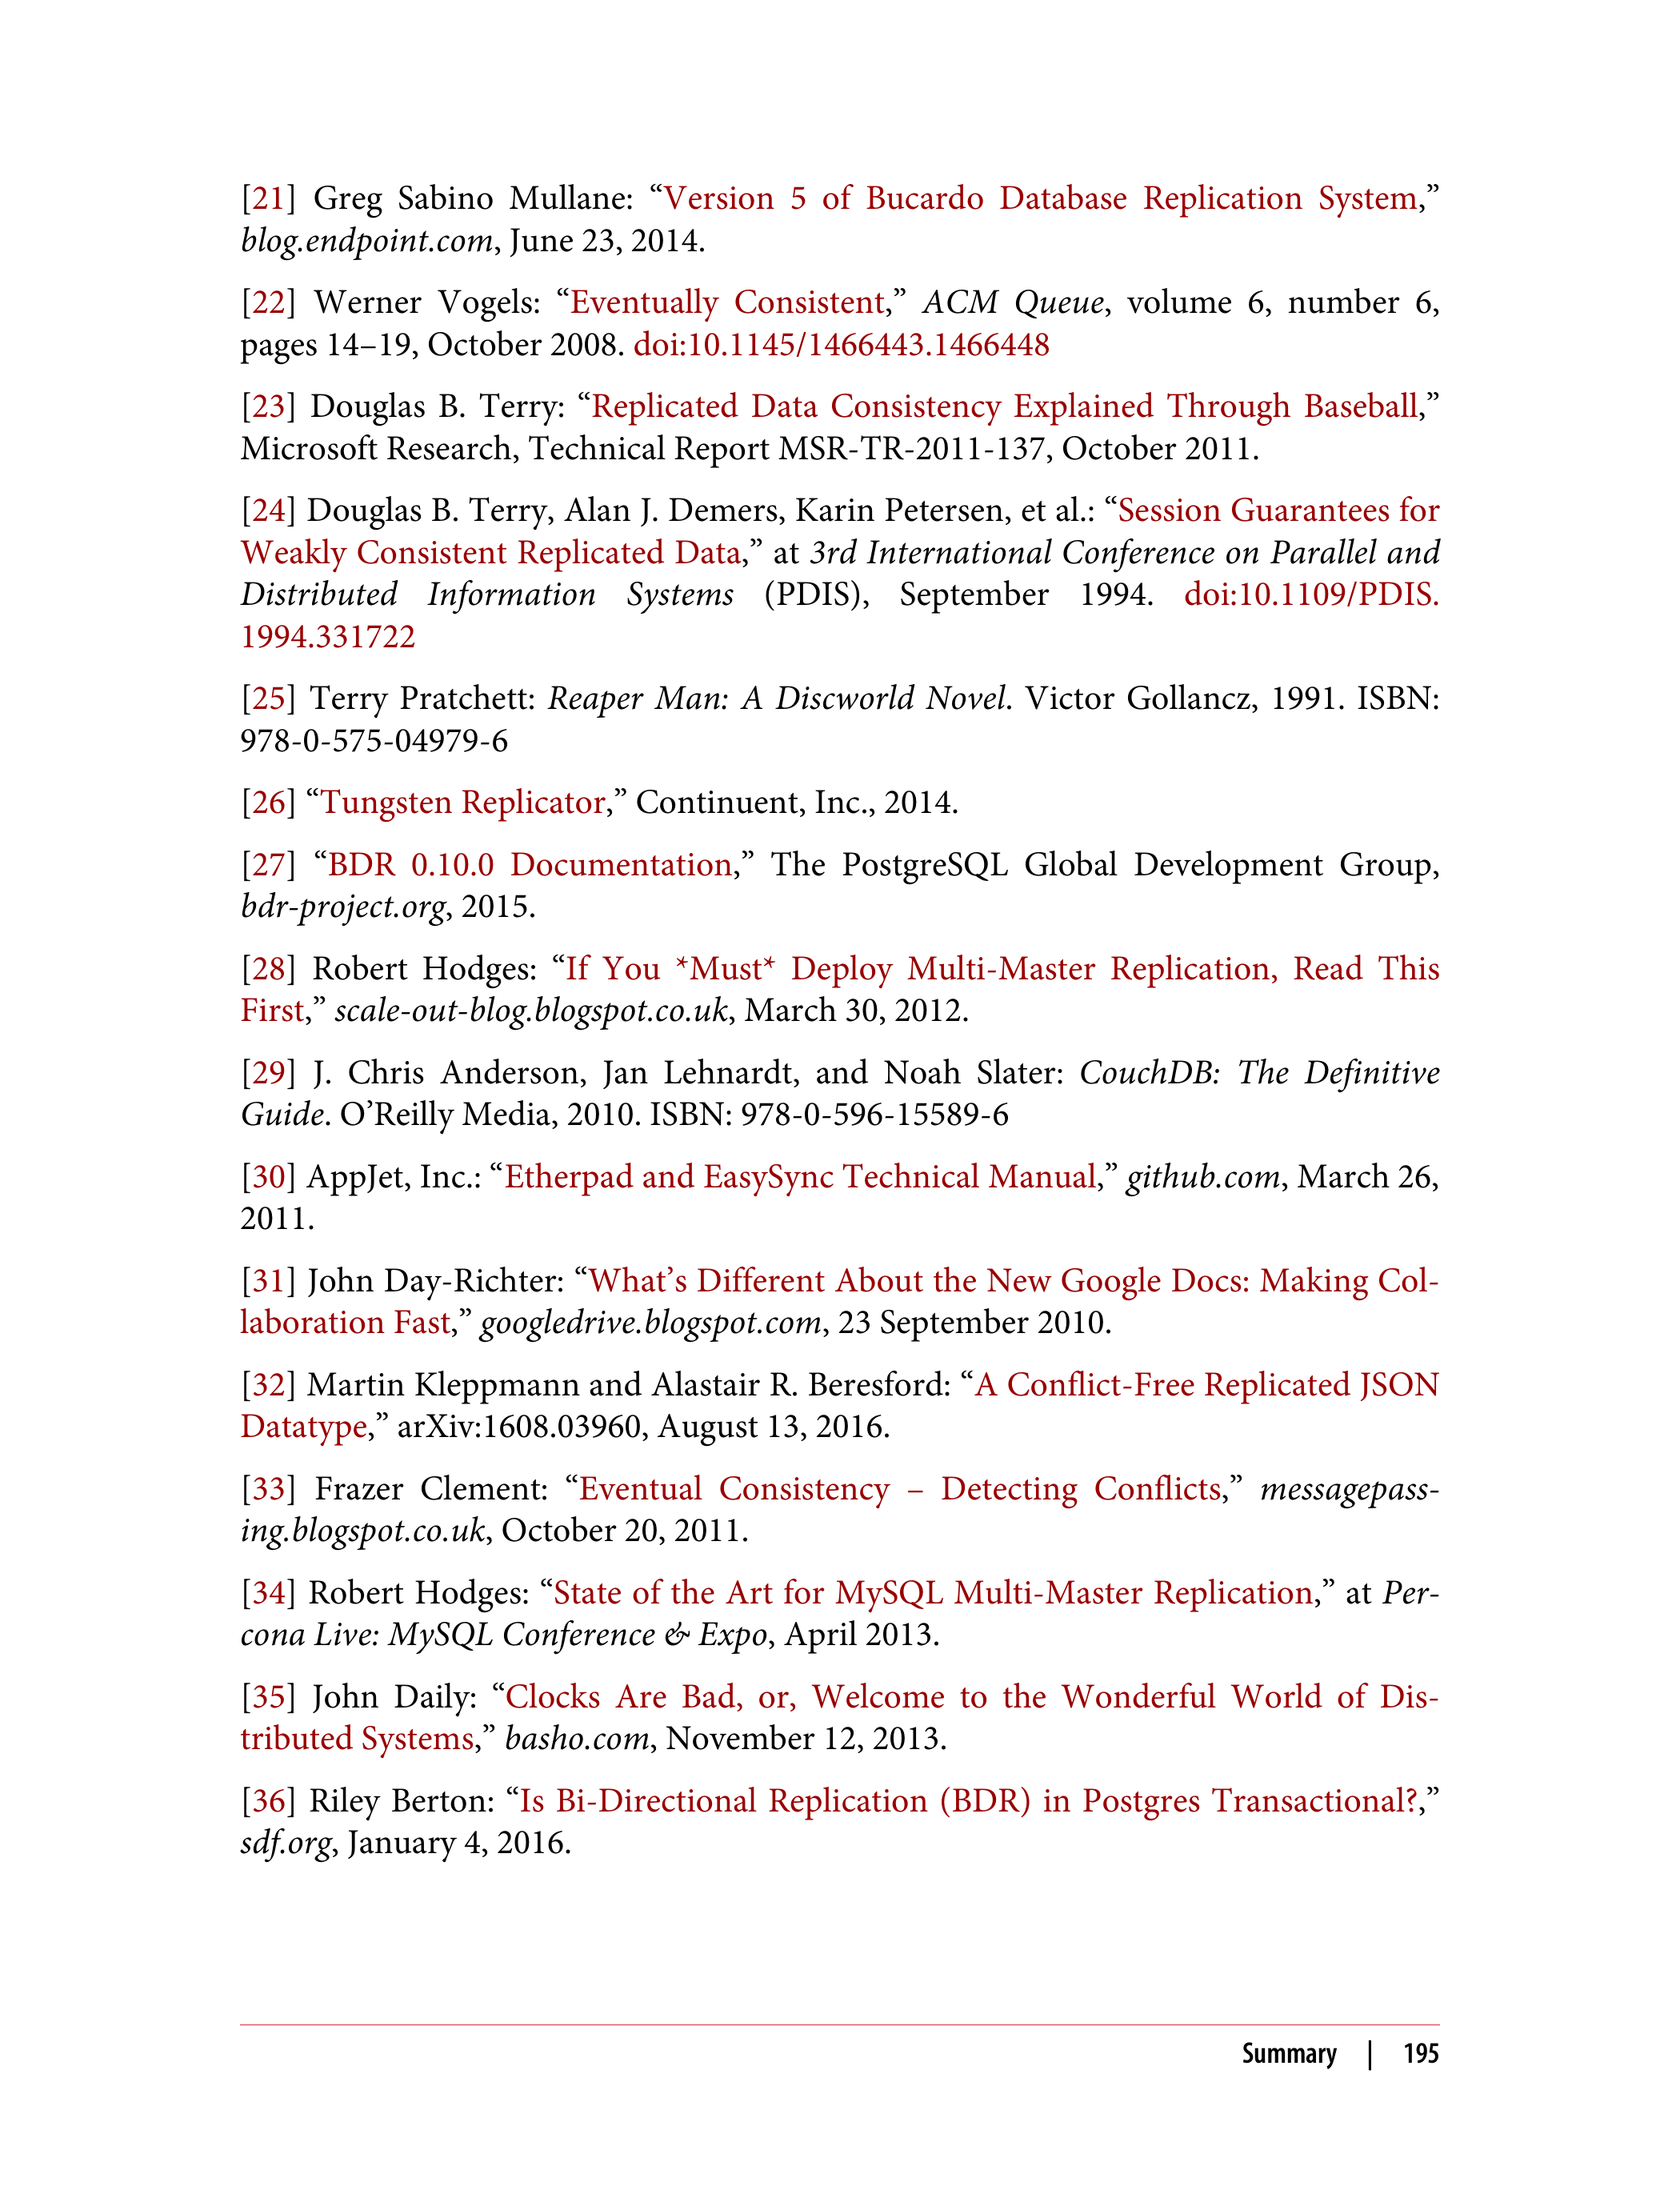 [21] Greg Sabino Mullane: “Version 5 of Bucardo Database Replication System,”
blog.endpoint.com, June 23, 2014.
[22] Werner Vogels: “Eventually Consistent,” ACM Queue, volume 6, number 6,
pages 14–19, October 2008. doi:10.1145/1466443.1466448
[23] Douglas B. Terry: “Replicated Data Consistency Explained Through Baseball,”
Microsoft Research, Technical Report MSR-TR-2011-137, October 2011.
[24] Douglas B. Terry, Alan J. Demers, Karin Petersen, et al.: “Session Guarantees for
Weakly Consistent Replicated Data,” at 3rd International Conference on Parallel and
Distributed Information Systems (PDIS), September 1994. doi:10.1109/PDIS.
1994.331722
[25] Terry Pratchett: Reaper Man: A Discworld Novel. Victor Gollancz, 1991. ISBN:
978-0-575-04979-6
[26] “Tungsten Replicator,” Continuent, Inc., 2014.
[27] “BDR 0.10.0 Documentation,” The PostgreSQL Global Development Group,
bdr-project.org, 2015.
[28] Robert Hodges: “If You *Must* Deploy Multi-Master Replication, Read This
First,” scale-out-blog.blogspot.co.uk, March 30, 2012.
[29] J. Chris Anderson, Jan Lehnardt, and Noah Slater: CouchDB: The Definitive
Guide. O’Reilly Media, 2010. ISBN: 978-0-596-15589-6
[30] AppJet, Inc.: “Etherpad and EasySync Technical Manual,” github.com, March 26,
2011.
[31] John Day-Richter: “What’s Different About the New Google Docs: Making Col-
laboration Fast,” googledrive.blogspot.com, 23 September 2010.
[32] Martin Kleppmann and Alastair R. Beresford: “A Conflict-Free Replicated JSON
Datatype,” arXiv:1608.03960, August 13, 2016.
[33] Frazer Clement: “Eventual Consistency – Detecting Conflicts,” messagepass-
ing.blogspot.co.uk, October 20, 2011.
[34] Robert Hodges: “State of the Art for MySQL Multi-Master Replication,” at Per-
cona Live: MySQL Conference & Expo, April 2013.
[35] John Daily: “Clocks Are Bad, or, Welcome to the Wonderful World of Dis-
tributed Systems,” basho.com, November 12, 2013.
[36] Riley Berton: “Is Bi-Directional Replication (BDR) in Postgres Transactional?,”
sdf.org, January 4, 2016.
Summary | 195